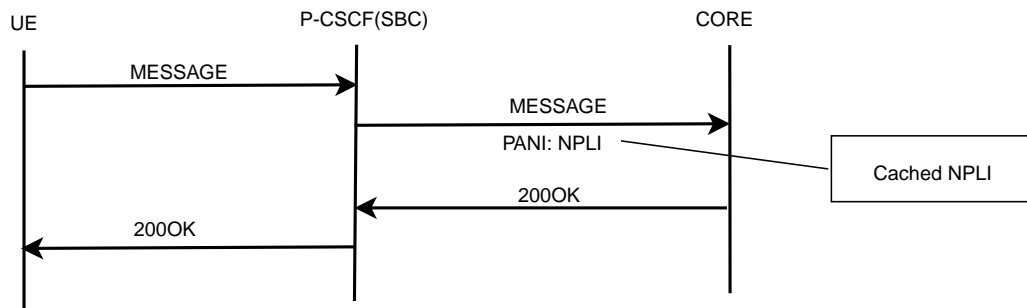 UE
P-CSCF(SBC)
CORE
MESSAGE
MESSAGE
PANI: NPLI
Cached NPLI
200OK
200OK